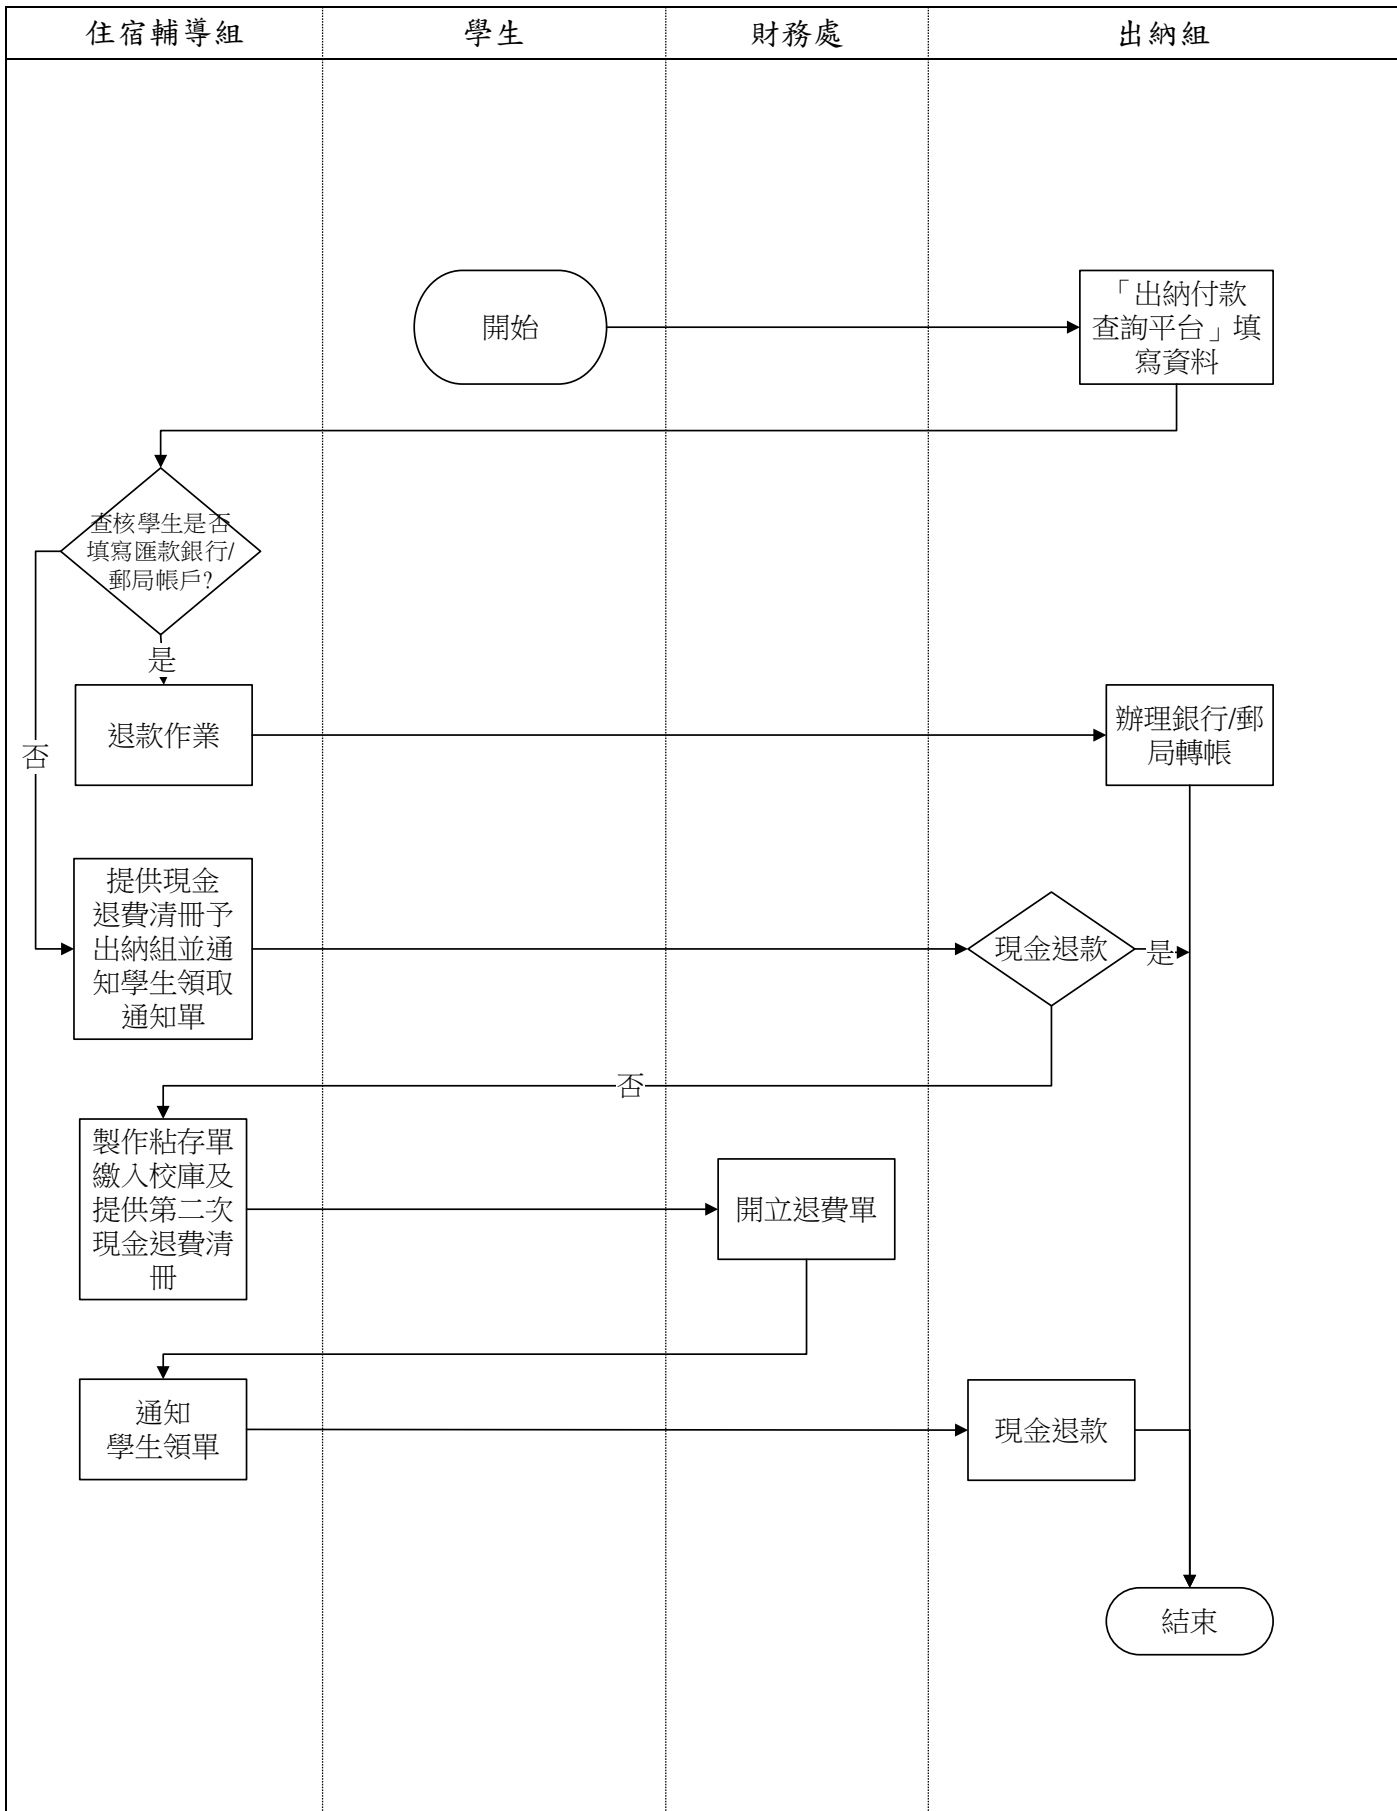 住宿輔導組
學生
財務處
出納組
開始
「出納付款
查詢平台」填
寫資料
查核學生是否
填寫匯款銀行/
郵局帳戶?
是
否
退款作業
辦理銀行/郵
局轉帳
提供現金
退費清冊予
出納組並通
知學生領取
通知單
現金退款
是
否
製作粘存單
繳入校庫及
提供第二次
現金退費清
冊
開立退費單
通知
學生領單
現金退款
結束